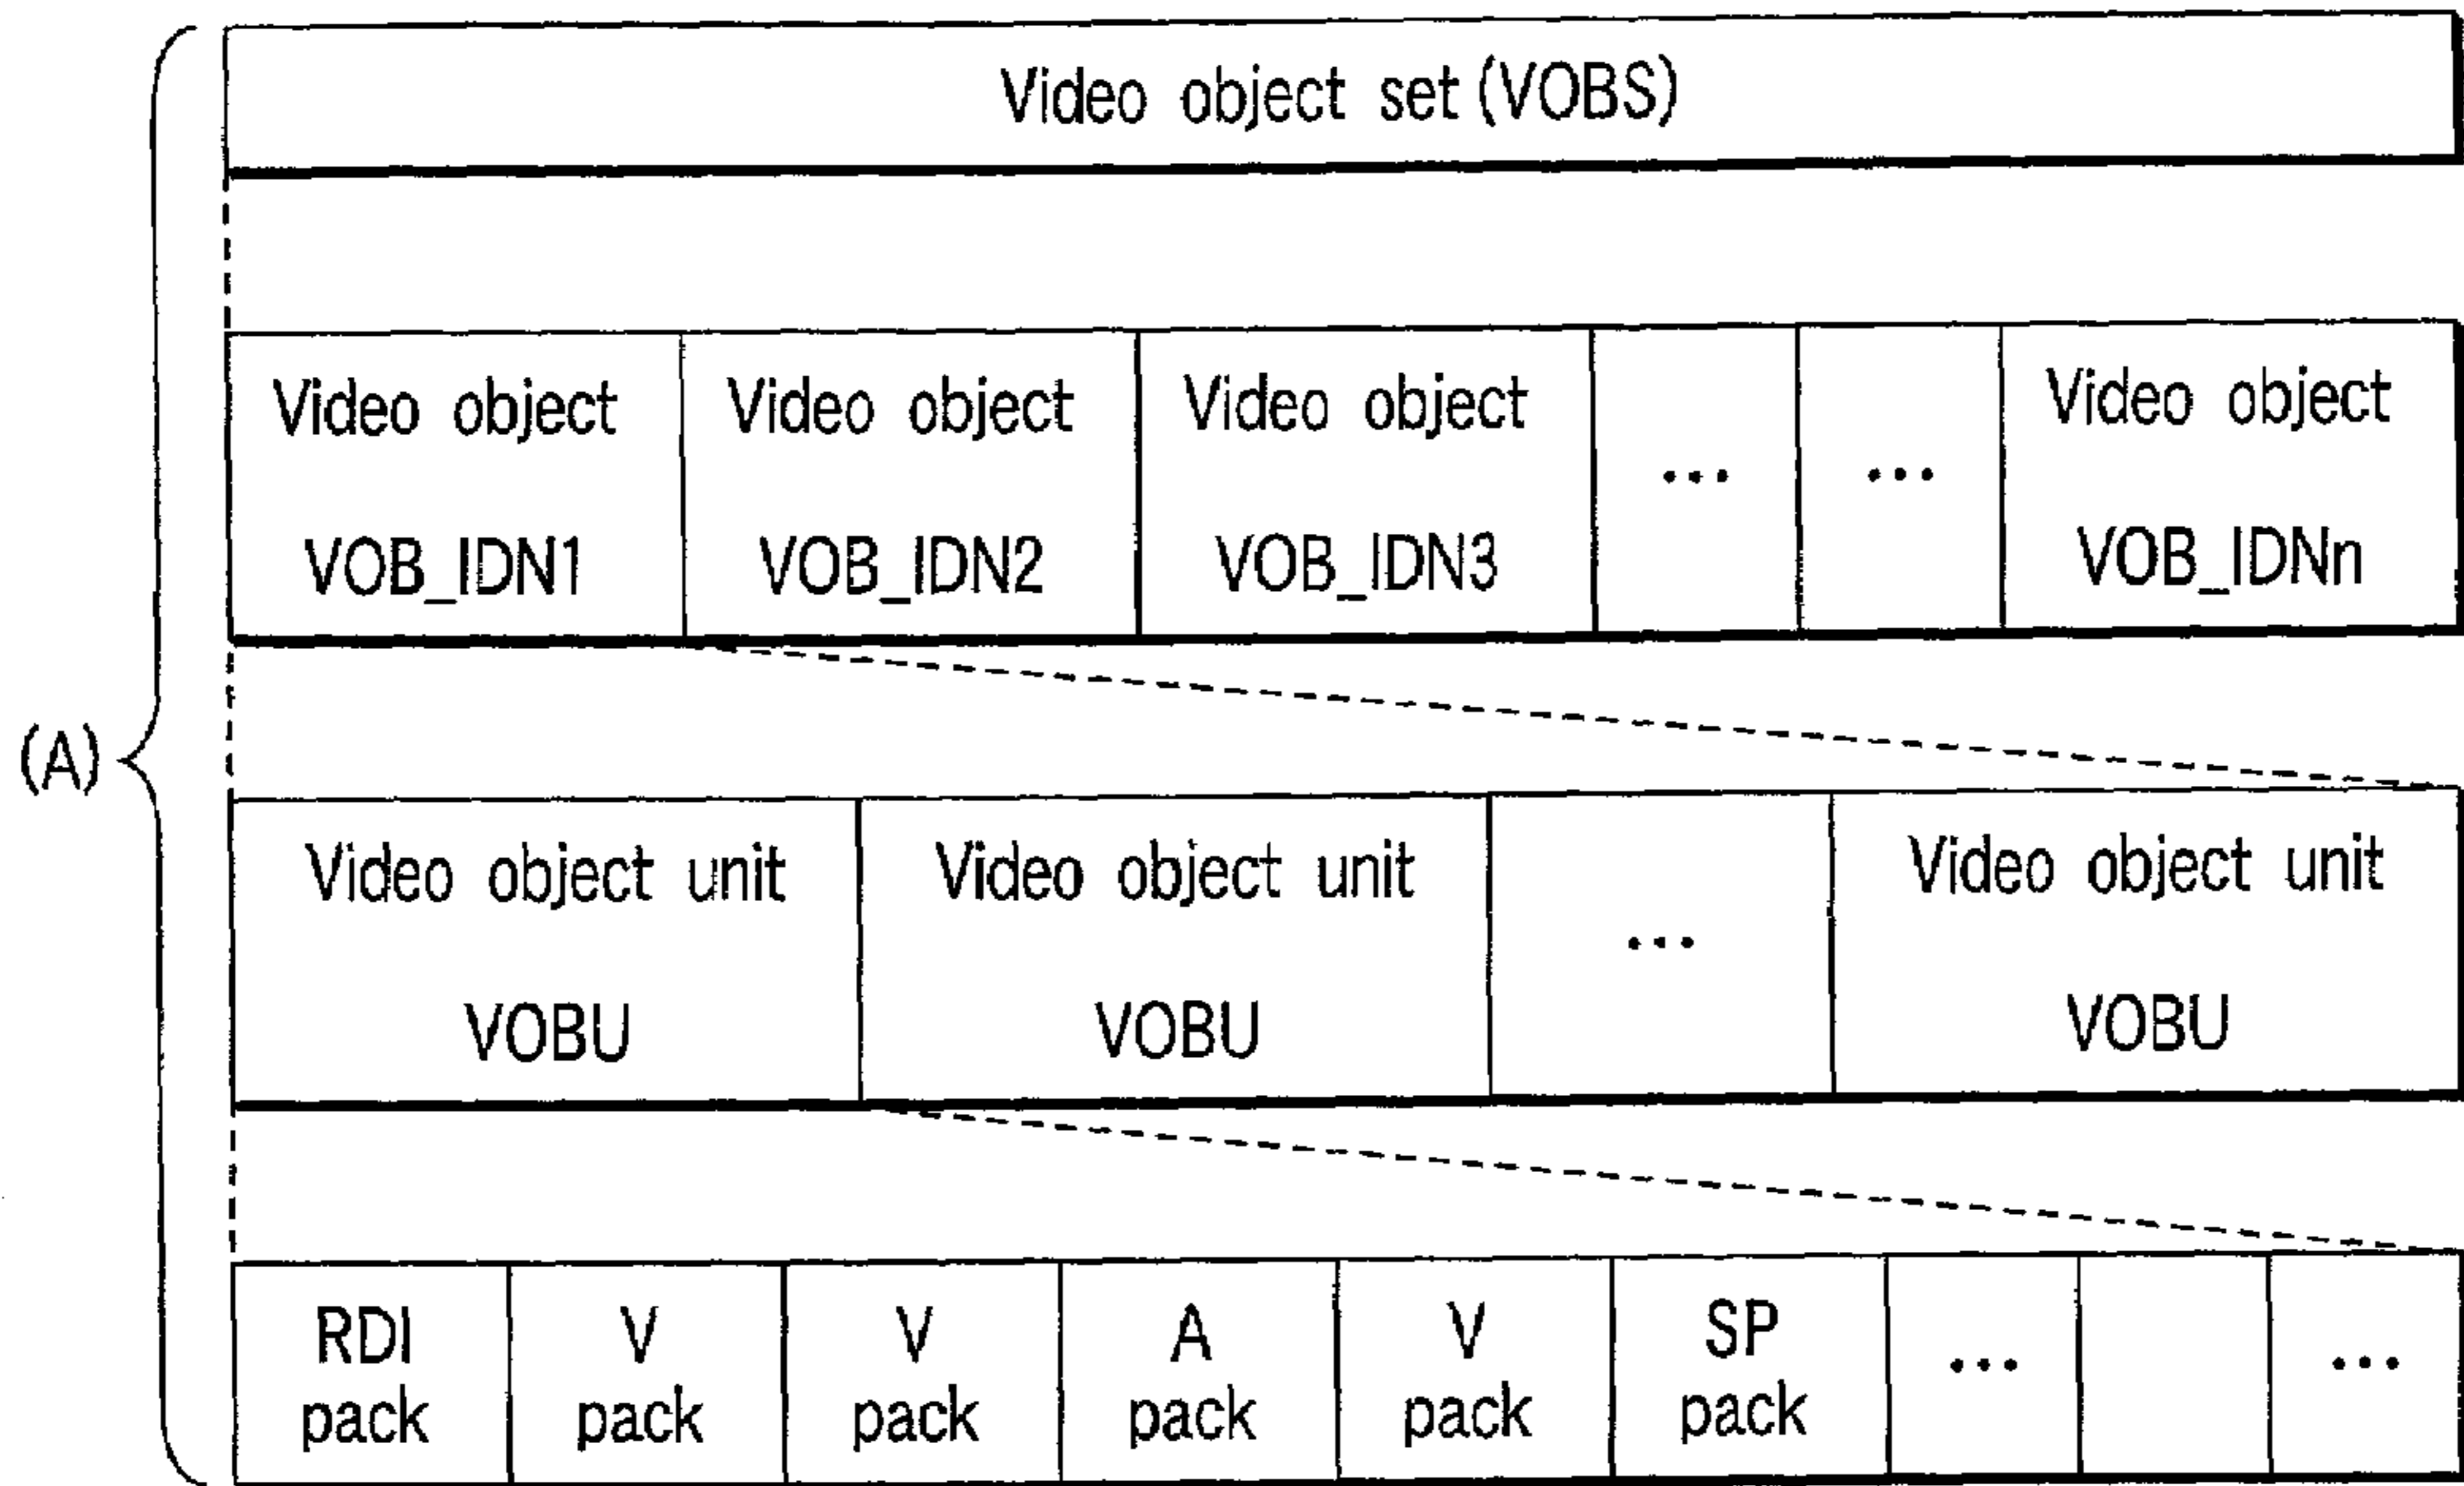 Video object set (VOBS)
Video object Video object Video object ... ... Video object
VOB_IDN1 VOB_IDN2 VOB_IDN3 VOB_IDNn
(A)
Video object unit Video object unit ... Video object unit
VOBU VOBU VOBU
RDI V V A V SP ... ...
pack pack pack pack pack pack